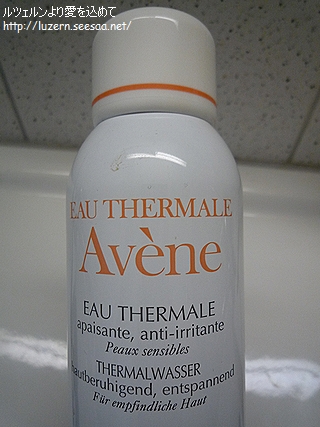 ルツェルンより愛を込めて
http://luzern.seesaa.net/
EAU THERMALE
Avène
EAU THERMALE
apaisante, anti-irritante
Peaux sensibles
THERMALWASSER
hautberuhigend, entspannend
Für empfindliche Haut